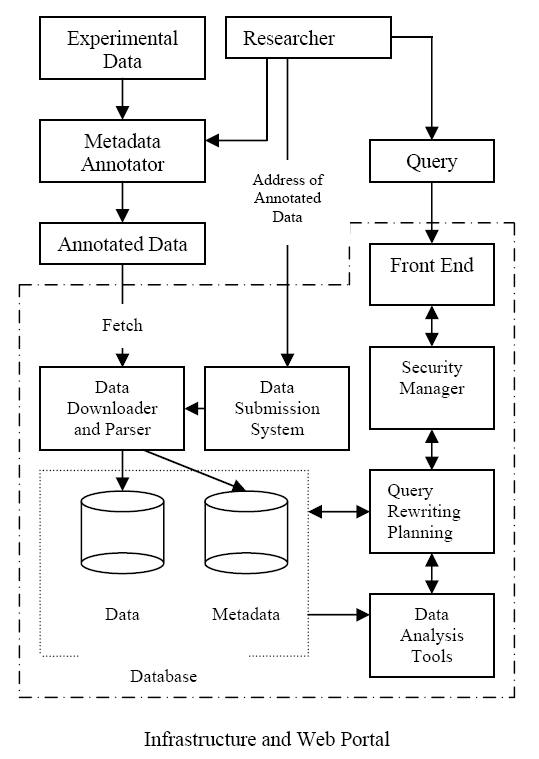 Experimental
Data
Researcher
Metadata
Annotator
Query
Address of
Annotated
Data
Annotated Data
Front End
Fetch
Security
Manager
Data
Downloader
and Parser
Data
Submission
System
Query
Rewriting
Planning
Data
Metadata
Data
Analysis
Tools
Database
Infrastructure and Web Portal